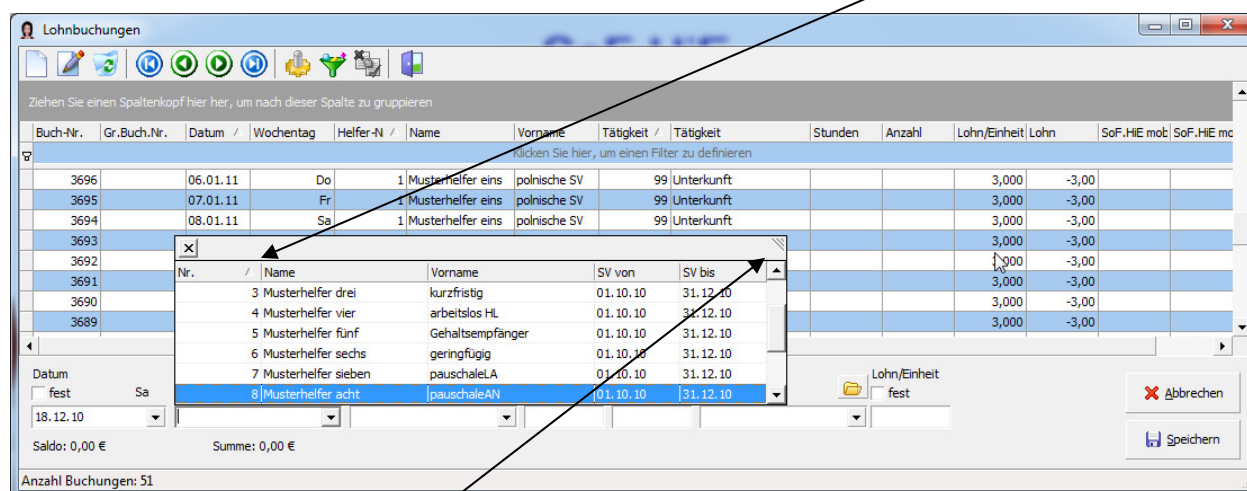 Lohnbuchungen
Ziehen Sie einen Spaltenkopf hier her, um nach dieser Spalte zu gruppieren
Buch-Nr. Gr.Buch.Nr. Datum Wochentag Helfer-N Name Vorname Tätigkeit Tätigkeit Stunden Anzahl Lohn/Einheit Lohn SoF.HiE mob SoF.HiE mo
Klicken Sie hier, um einen Filter zu definieren
3696 06.01.11 Do 1 Musterhelfer eins polnische SV 99 Unterkunft 3,000 -3,00
3695 07.01.11 Fr 1 Musterhelfer eins polnische SV 99 Unterkunft 3,000 -3,00
3694 08.01.11 Sa 1 Musterhelfer eins polnische SV 99 Unterkunft 3,000 -3,00
3693 3,000 -3,00
3692 -3,00
3691 3,000 -3,00
3690 3,000 -3,00
3689 3,000 -3,00
Nr. Name Vorname SV von SV bis
3 Musterhelfer drei kurzfristig 01.10.10 31.12.10
4 Musterhelfer vier arbeitslos HL 01.10.10 31.12.10
5 Musterhelfer fünf Gehaltsempfänger 01.10.10 31.12.10
6 Musterhelfer sechs geringfügig 01.10.10 31.12.10
7 Musterhelfer sieben pauschaleLA 01.10.10 31.12.10
8 Musterhelfer acht pauschaleAN 01.10.10 31.12.10
Datum Lohn/Einheit
fest Sa fest
Abbrechen
18.12.10
Saldo: 0,00 € Summe: 0,00 €
Speichern
Anzahl Buchungen: 51